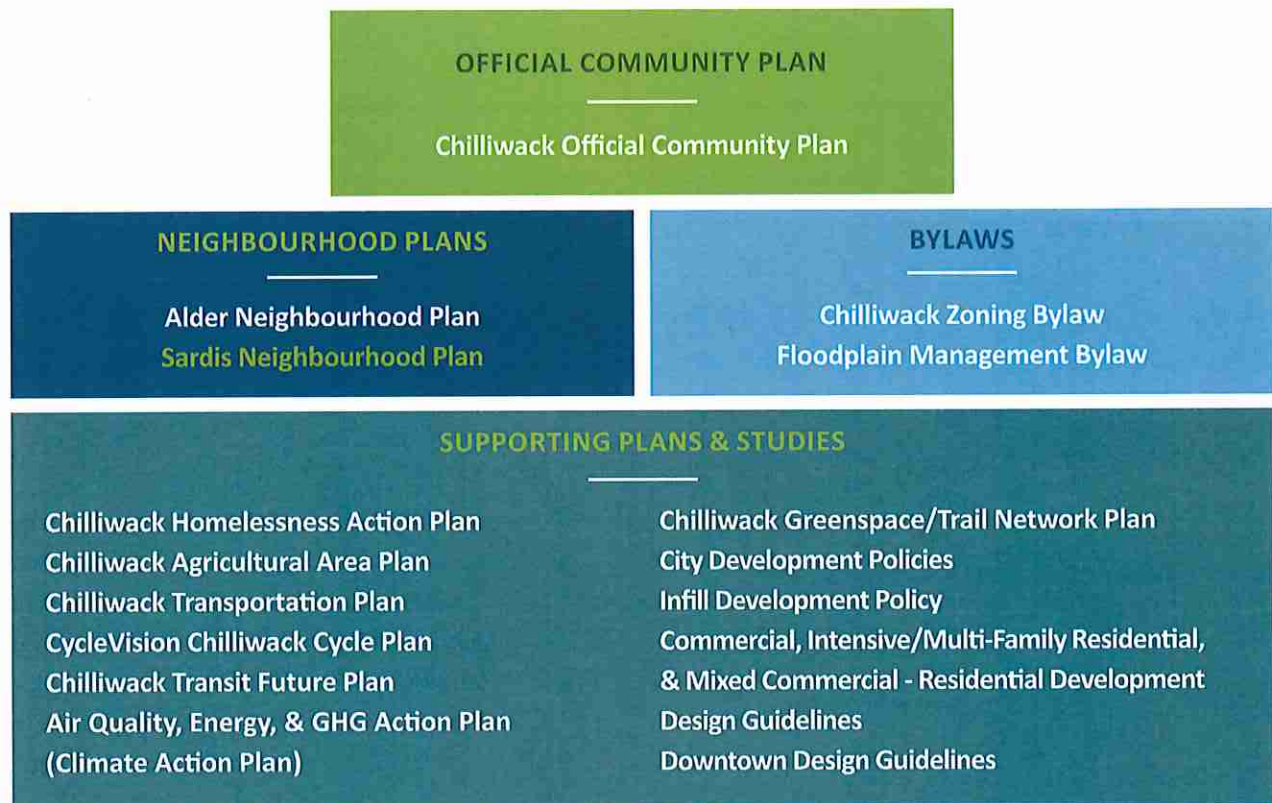 OFFICIAL COMMUNITY PLAN
Chilliwack Official Community Plan
NEIGHBOURHOOD PLANS
Alder Neighbourhood Plan
Sardis Neighbourhood Plan
BYLAWS
Chilliwack Zoning Bylaw
Floodplain Management Bylaw
SUPPORTING PLANS & STUDIES
Chilliwack Homelessness Action Plan
Chilliwack Agricultural Area Plan
Chilliwack Transportation Plan
CycleVision Chilliwack Cycle Plan
Chilliwack Transit Future Plan
Air Quality, Energy, & GHG Action Plan
(Climate Action Plan)
Chilliwack Greenspace/Trail Network Plan
City Development Policies
Infill Development Policy
Commercial, Intensive/Multi-Family Residential,
& Mixed Commercial - Residential Development
Design Guidelines
Downtown Design Guidelines